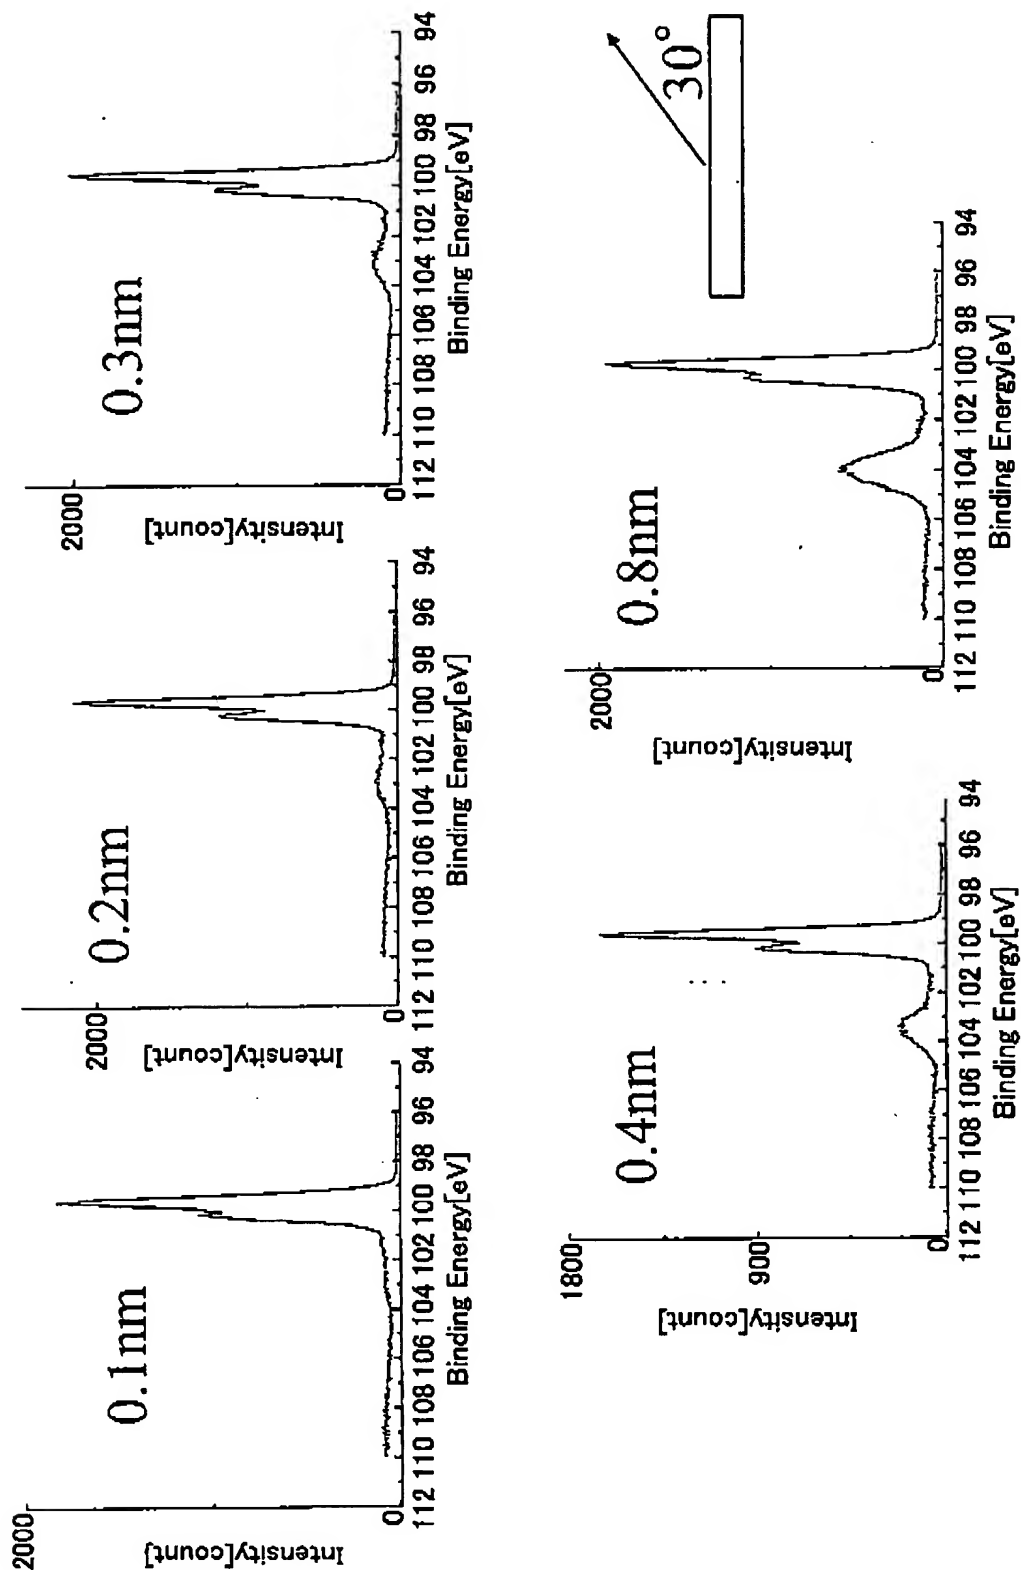 0.1nm
2000
0
Intensity[count]
112 110 108 106 104 102 100 98 96 94
Binding Energy[eV]
0.2nm
2000
0
Intensity[count]
112 110 108 106 104 102 100 98 96 94
Binding Energy[eV]
0.3nm
2000
0
Intensity[count]
112 110 108 106 104 102 100 98 96 94
Binding Energy[eV]
0.4nm
1800
900
0
Intensity[count]
112 110 108 106 104 102 100 98 96 94
Binding Energy[eV]
0.8nm
2000
0
Intensity[count]
112 110 108 106 104 102 100 98 96 94
Binding Energy[eV]
30°